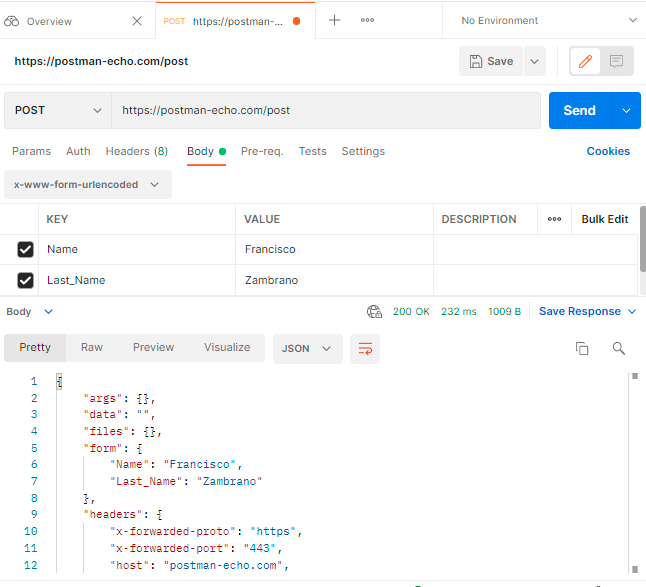 Overview
POST https://postman-...
No Environment
https://postman-echo.com/post
Save
POST
https://postman-echo.com/post
Send
Params Auth Headers (8) Body Pre-req. Tests Settings Cookies
x-www-form-urlencoded
KEY VALUE DESCRIPTION Bulk Edit
Name Francisco
Last_Name Zambrano
Body 200 OK 232 ms 1009 B Save Response
Pretty Raw Preview Visualize JSON
1 {
2 "args": {},
3 "data": "",
4 "files": {},
5 "form": {
6 "Name": "Francisco",
7 "Last_Name": "Zambrano"
8 },
9 "headers": {
10 "x-forwarded-proto": "https",
11 "x-forwarded-port": "443",
12 "host": "postman-echo.com",